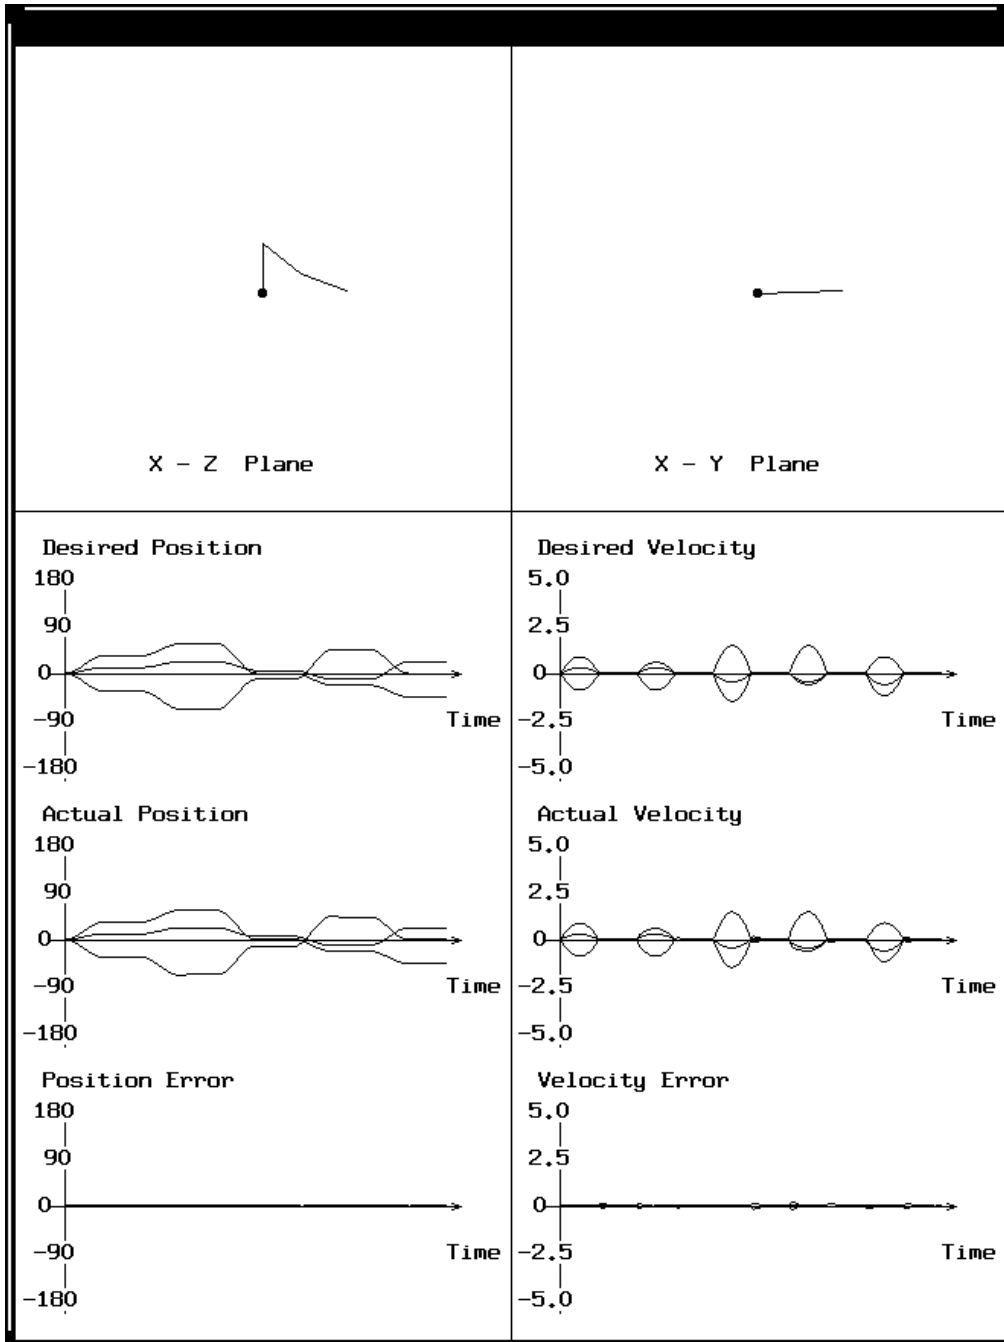 X - Z Plane
X - Y Plane
Desired Position
180
90
0
-90
Time
-180
Desired Velocity
5.0
2.5
0
-2.5
Time
-5.0
Actual Position
180
90
0
-90
Time
-180
Actual Velocity
5.0
2.5
0
-2.5
Time
-5.0
Position Error
180
90
0
-90
Time
-180
Velocity Error
5.0
2.5
0
-2.5
Time
-5.0